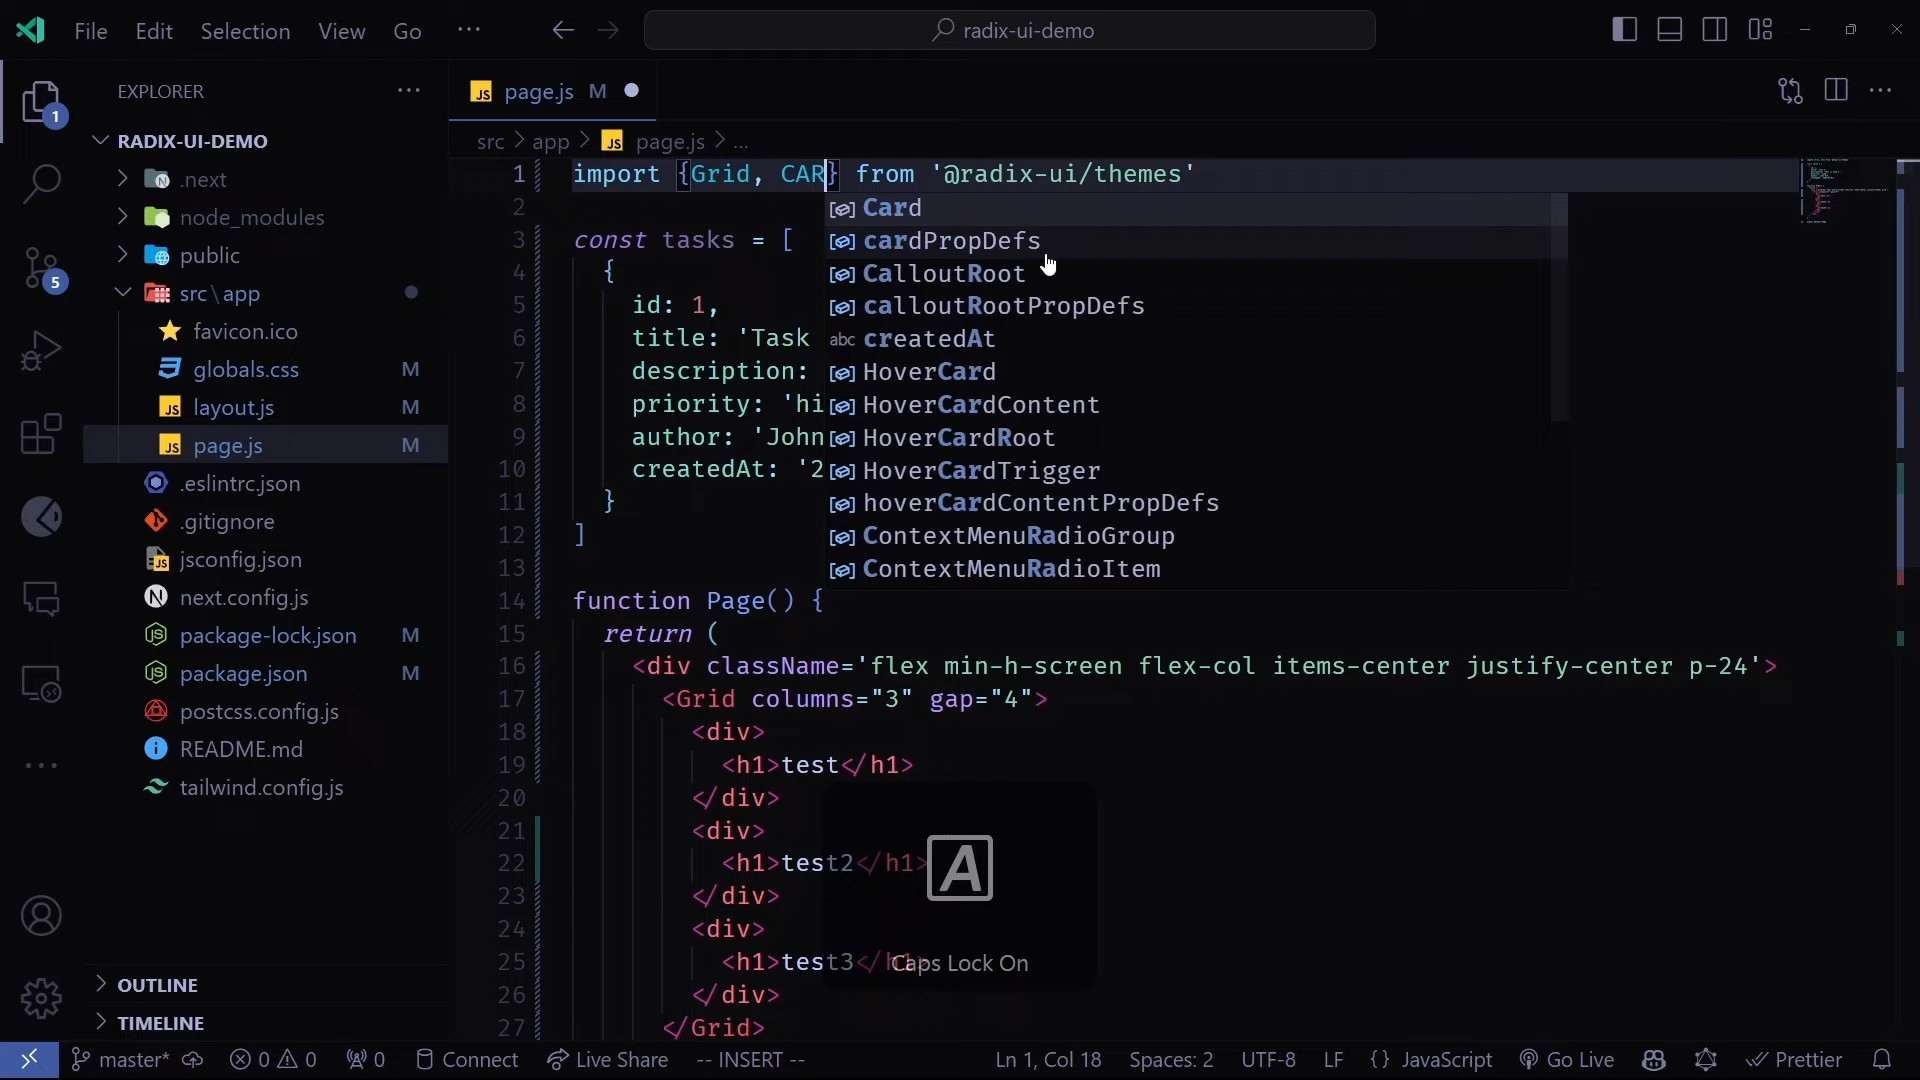 File Edit Selection View Go ··· radix-ui-demo
EXPLORER ···
1
RADIX-UI-DEMO
.next
node_modules
public
5
src\app
favicon.ico
globals.css M
layout.js M
page.js M
.eslintrc.json
.gitignore
jsconfig.json
next.config.js
package-lock.json M
package.json M
postcss.config.js
README.md
tailwind.config.js
OUTLINE
TIMELINE
JS page.js M
src > app > JS page.js > ...
1 import {Grid, CAR} from '@radix-ui/themes'
2
3 const tasks = [
4 {
5 id: 1,
6 title: 'Task
7 description:
8 priority: 'hi
9 author: 'John
10 createdAt: '2
11 }
12 ]
13
14 function Page() {
15 return (
16 <div className='flex min-h-screen flex-col items-center justify-center p-24'>
17 <Grid columns="3" gap="4">
18 <div>
19 <h1>test</h1>
20 </div>
21 <div>
22 <h1>test2</h1>
23 </div>
24 <div>
25 <h1>test3</h1>
26 </div>
27 </Grid>
Card
cardPropDefs
CalloutRoot
calloutRootPropDefs
abc createdAt
HoverCard
HoverCardContent
HoverCardRoot
HoverCardTrigger
hoverCardContentPropDefs
ContextMenuRadioGroup
ContextMenuRadioItem
A
Caps Lock On
master* 0 0 0 Connect Live Share -- INSERT -- Ln 1, Col 18 Spaces: 2 UTF-8 LF {} JavaScript Go Live Prettier